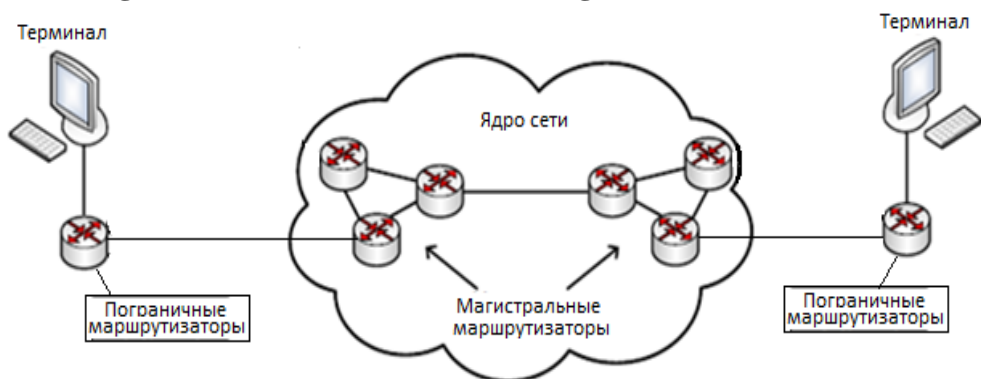 Терминал
Терминал
Ядро сети
Магистральные
маршрутизаторы
Пограничные
маршрутизаторы
Пограничные
маршрутизаторы